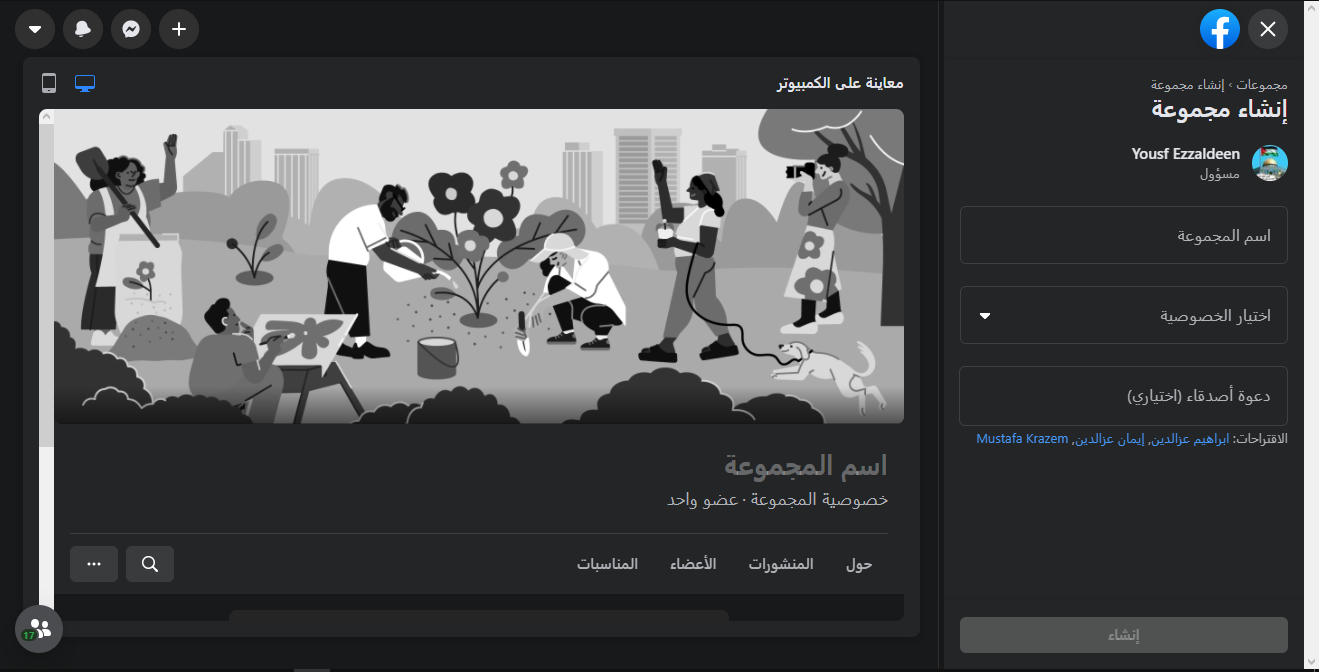 مجموعات › إنشاء مجموعة
إنشاء مجموعة
Yousf Ezzaldeen
مسؤول
اسم المجموعة
اختيار الخصوصية
دعوة أصدقاء (اختياري)
الاقتراحات: ابراهيم عزالدين, إيمان عزالدين, Mustafa Krazem
إنشاء
معاينة على الكمبيوتر
اسم المجموعة
خصوصية المجموعة · عضو واحد
حول المنشورات الأعضاء المناسبات
17